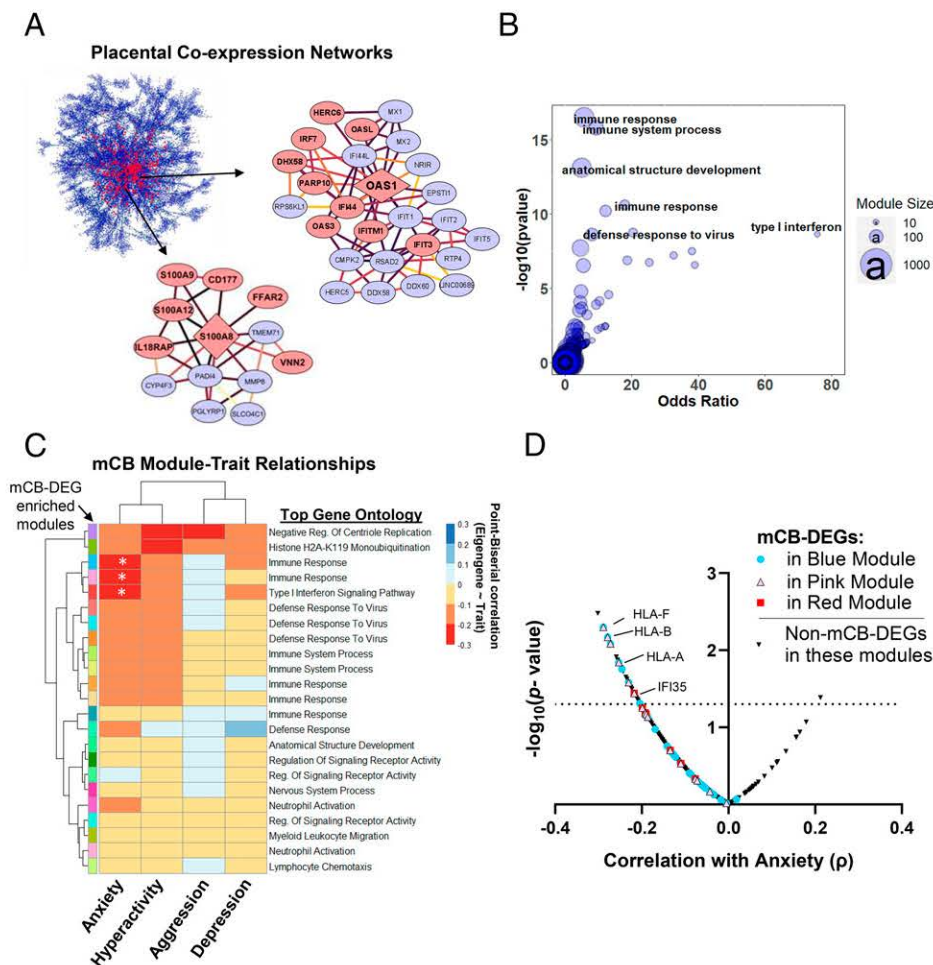 A
Placental Co-expression Networks
HERC6
MX1
OASL
IRF7
MX2
IFI44L
DHX58
NRIR
PARP10
OAS1
EPSTI1
RPS6KL1
IFI44
IFIT1
IFIT2
OAS3
IFITM1
IFIT3
IFIT5
CMPK2
RSAD2
RTP4
HERC5
DDX58
DDX60
S100A9
CD177
FFAR2
S100A12
S100A8
TMEM71
IL18RAP
VNN2
PADI4
CYP4F3
MMP8
PGLYRP1
SLCO4C1
B
-log10(pvalue)
15
10
5
0
immune response
immune system process
anatomical structure development
immune response
type I interferon
defense response to virus
0 20 40 60 80
Odds Ratio
Module Size
a 10
a 100
a 1000
C
mCB Module-Trait Relationships
mCB-DEG
enriched
modules
Top Gene Ontology
Negative Reg. Of Centriole Replication
Histone H2A-K119 Monoubiquitination
* Immune Response
* Immune Response
* Type I Interferon Signaling Pathway
Defense Response To Virus
Defense Response To Virus
Defense Response To Virus
Immune System Process
Immune System Process
Immune Response
Immune Response
Immune Response
Defense Response
Anatomical Structure Development
Regulation Of Signaling Receptor Activity
Reg. Of Signaling Receptor Activity
Nervous System Process
Neutrophil Activation
Reg. Of Signaling Receptor Activity
Myeloid Leukocyte Migration
Neutrophil Activation
Lymphocyte Chemotaxis
Anxiety
Hyperactivity
Aggression
Depression
Point-Biserial correlation
(Eigengene ~ Trait)
0.3
0.2
0.1
0
-0.1
-0.2
-0.3
D
mCB-DEGs:
in Blue Module
in Pink Module
in Red Module
Non-mCB-DEGs
in these modules
-log10(p- value)
3
2
1
HLA-F
HLA-B
HLA-A
IFI35
-0.4 -0.2 0.0 0.2 0.4
Correlation with Anxiety (ρ)